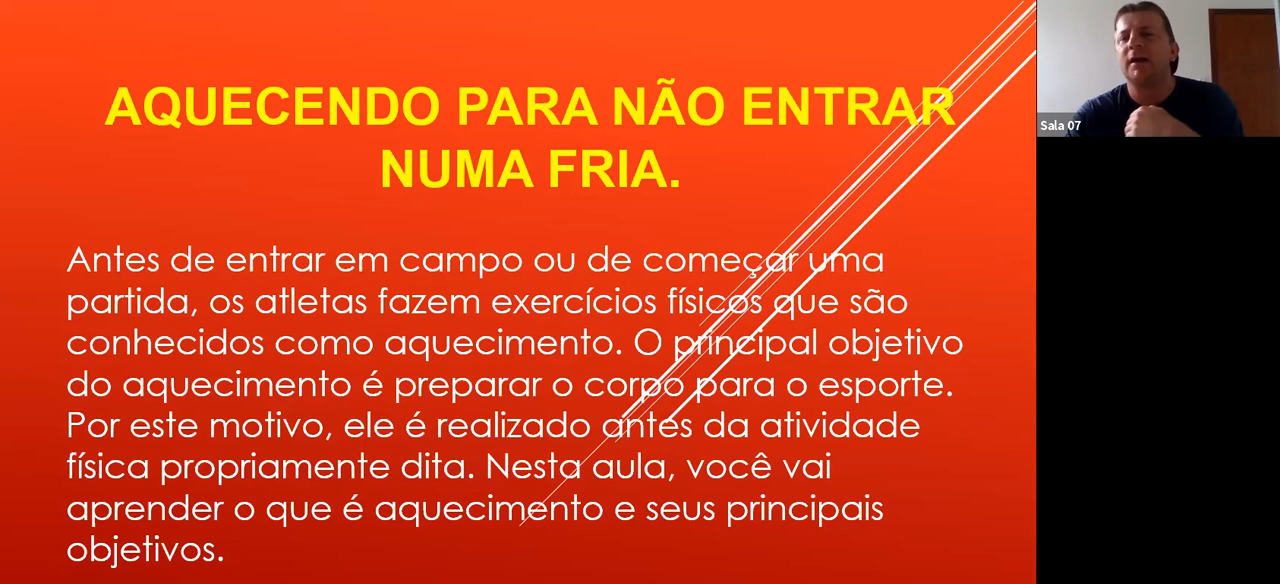 AQUECENDO PARA NÃO ENTRAR
NUMA FRIA.
Antes de entrar em campo ou de começar uma
partida, os atletas fazem exercícios físicos que são
conhecidos como aquecimento. O principal objetivo
do aquecimento é preparar o corpo para o esporte.
Por este motivo, ele é realizado antes da atividade
física propriamente dita. Nesta aula, você vai
aprender o que é aquecimento e seus principais
objetivos.
Sala 07